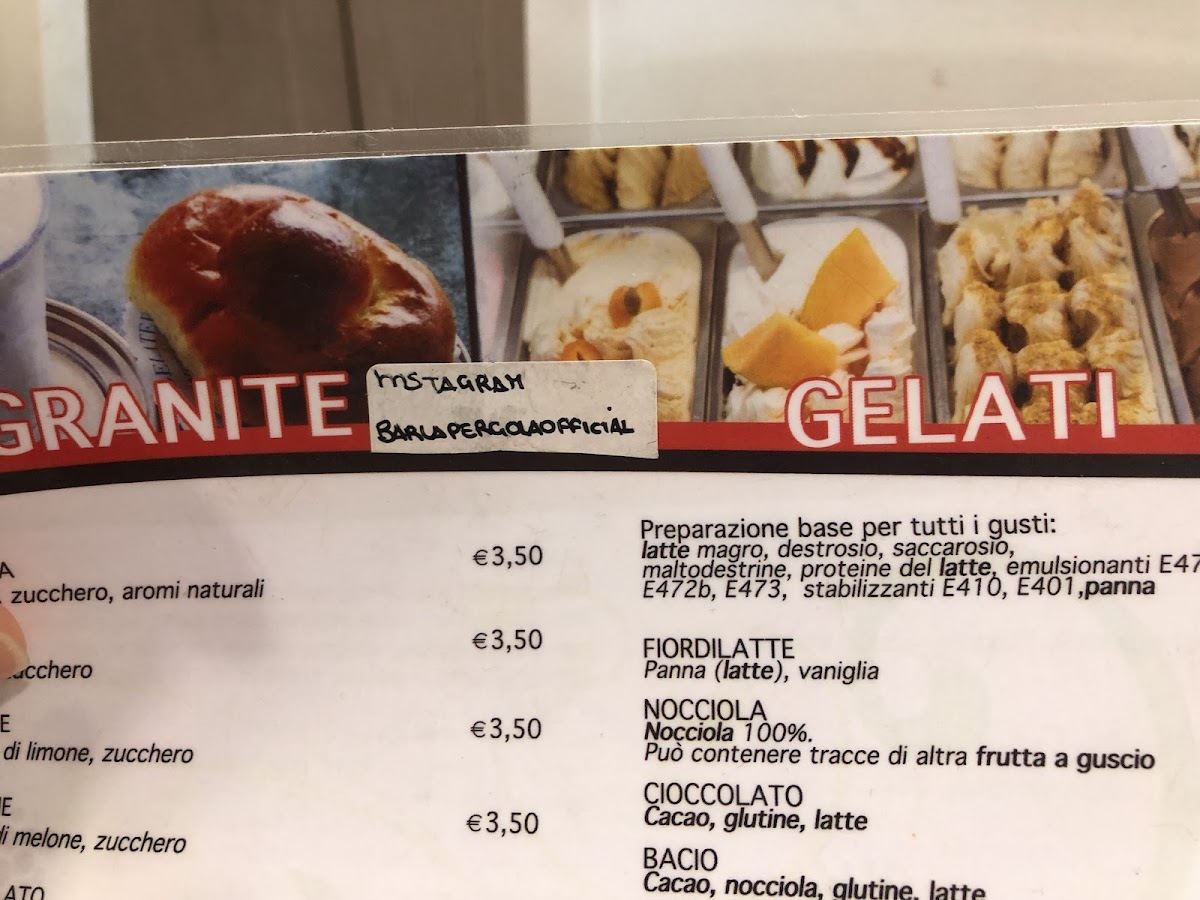 GRANITE
INSTAGRAM
BARLAPERGOLAOFFICIAL
GELATI
€3,50
zucchero, aromi naturali
€3,50
€3,50
di limone, zucchero
€3,50
di melone, zucchero
Preparazione base per tutti i gusti:
latte magro, destrosio, saccarosio,
maltodestrine, proteine del latte, emulsionanti
E472b, E473, stabilizzanti E410, E401,panna
FIORDILATTE
Panna (latte), vaniglia
NOCCIOLA
Nocciola 100%.
Può contenere tracce di altra frutta a guscio
CIOCCOLATO
Cacao, glutine, latte
BACIO
Cacao, nocciola, glutine, latte